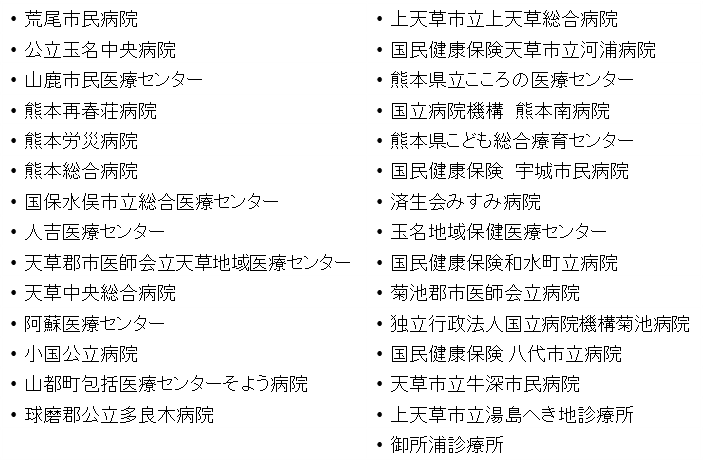 • 荒尾市民病院
• 公立玉名中央病院
• 山鹿市民医療センター
• 熊本再春荘病院
• 熊本労災病院
• 熊本総合病院
• 国保水俣市立総合医療センター
• 人吉医療センター
• 天草郡市医師会立天草地域医療センター
• 天草中央総合病院
• 阿蘇医療センター
• 小国公立病院
• 山都町包括医療センターそよう病院
• 球磨郡公立多良木病院
• 上天草市立上天草総合病院
• 国民健康保険天草市立河浦病院
• 熊本県立こころの医療センター
• 国立病院機構 熊本南病院
• 熊本県こども総合療育センター
• 国民健康保険 宇城市民病院
• 済生会みすみ病院
• 玉名地域保健医療センター
• 国民健康保険和水町立病院
• 菊池郡市医師会立病院
• 独立行政法人国立病院機構菊池病院
• 国民健康保険 八代市立病院
• 天草市立牛深市民病院
• 上天草市立湯島へき地診療所
• 御所浦診療所